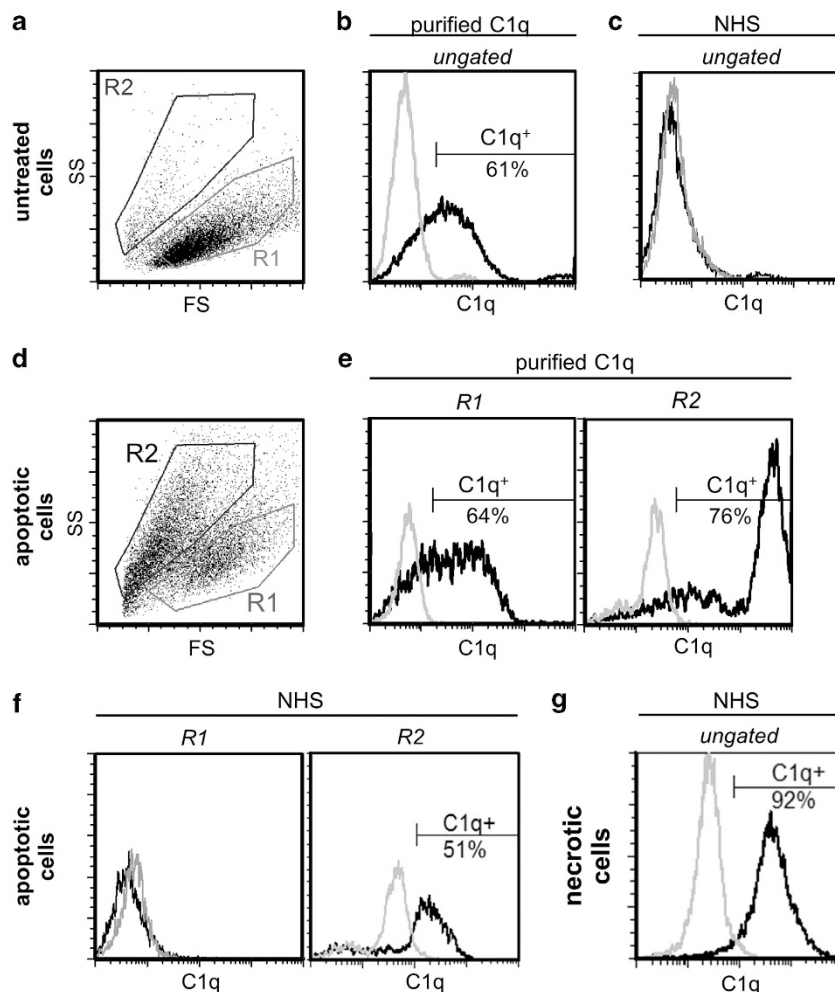 a
untreated cells
R2
R1
SS
FS
b
purified C1q
ungated
C1q⁺
61%
C1q
c
NHS
ungated
C1q
d
apoptotic cells
R2
R1
SS
FS
e
purified C1q
R1
C1q⁺
64%
C1q
R2
C1q⁺
76%
C1q
f
apoptotic cells
NHS
R1
C1q
R2
C1q+
51%
C1q
g
necrotic cells
NHS
ungated
C1q+
92%
C1q